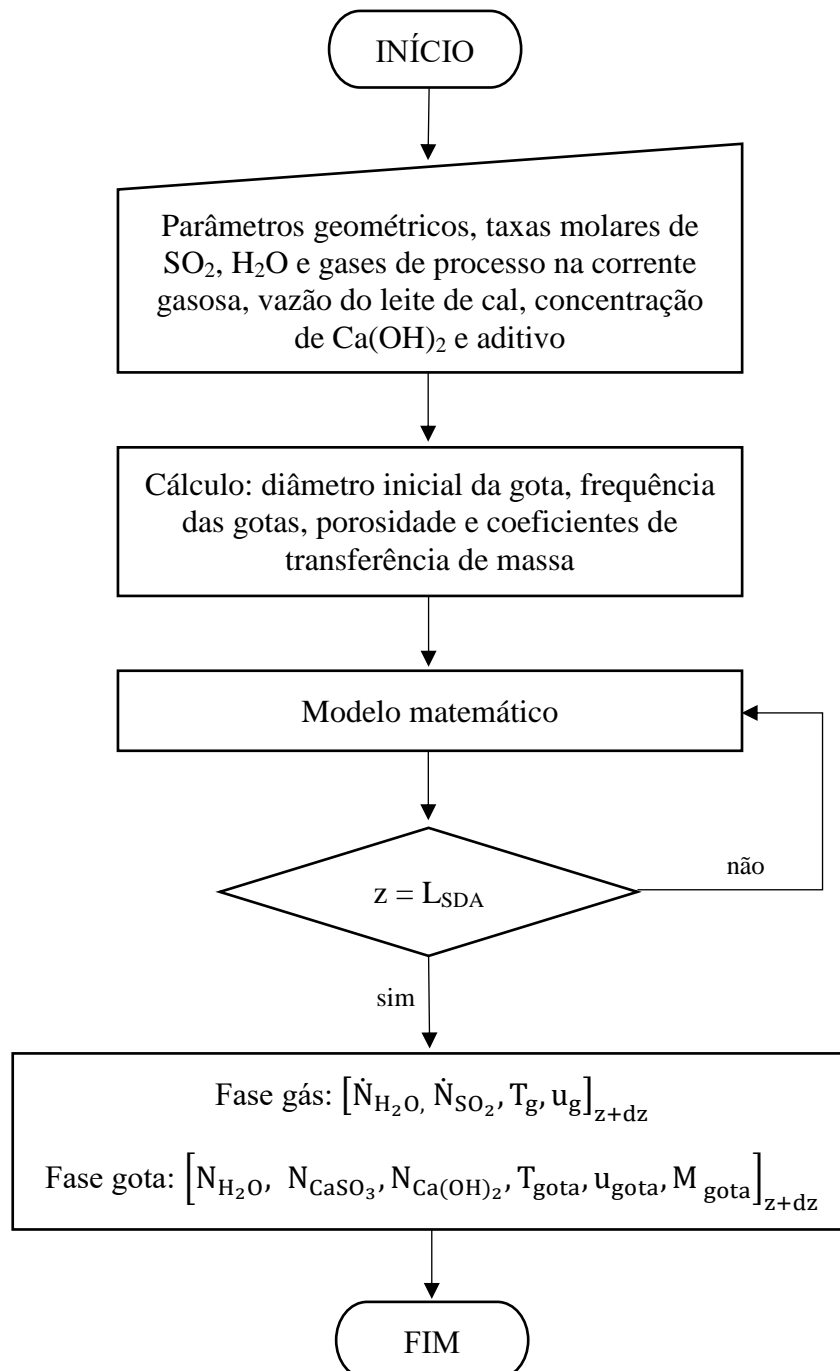 INÍCIO
Parâmetros geométricos, taxas molares de
SO₂, H₂O e gases de processo na corrente
gasosa, vazão do leite de cal, concentração
de Ca(OH)₂ e aditivo
Cálculo: diâmetro inicial da gota, frequência
das gotas, porosidade e coeficientes de
transferência de massa
Modelo matemático
não
z = L_SDA
sim
Fase gás: [Ṅ_H₂O, Ṅ_SO₂, T_g, u_g]_z+dz
Fase gota: [N_H₂O, N_CaSO₃, N_Ca(OH)₂, T_gota, u_gota, M_gota]_z+dz
FIM